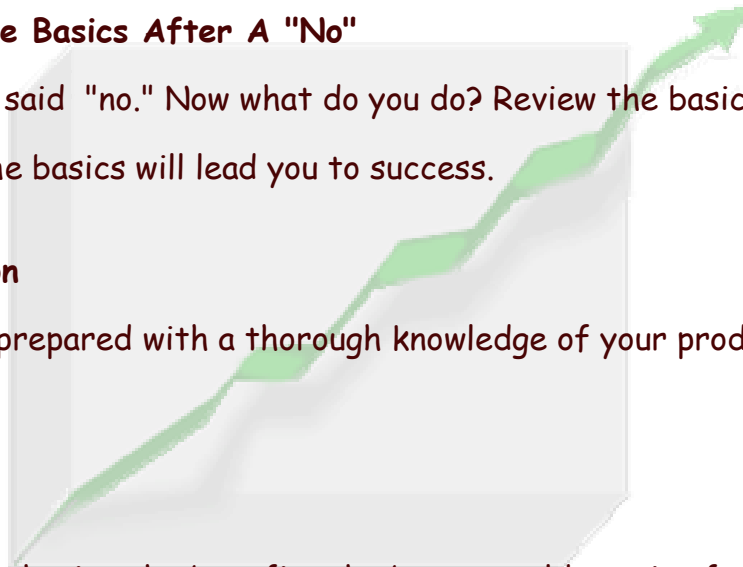 e Basics After A "No"
said "no." Now what do you do? Review the basic
e basics will lead you to success.
n
prepared with a thorough knowledge of your prod